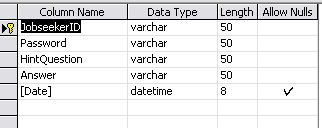 Column Name Data Type Length Allow Nulls
JobseekerID varchar 50
Password varchar 50
HintQuestion varchar 50
Answer varchar 50
[Date] datetime 8 ✓